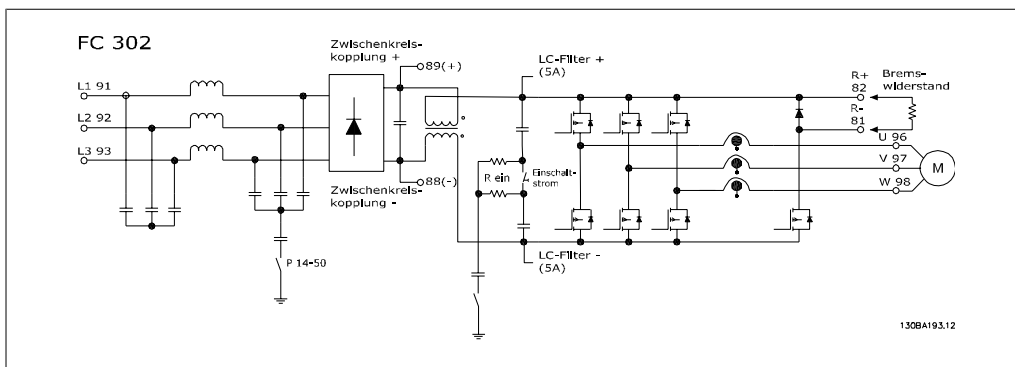 FC 302
L1 91
L2 92
L3 93
Zwischenkreis-
kopplung +
89(+)
88(-)
Zwischenkreis-
kopplung -
P 14-50
R ein
Einschalt-
strom
LC-Filter +
(5A)
LC-Filter -
(5A)
R+
82
Brems-
widerstand
R-
81
U 96
V 97
W 98
M
130BA193.12